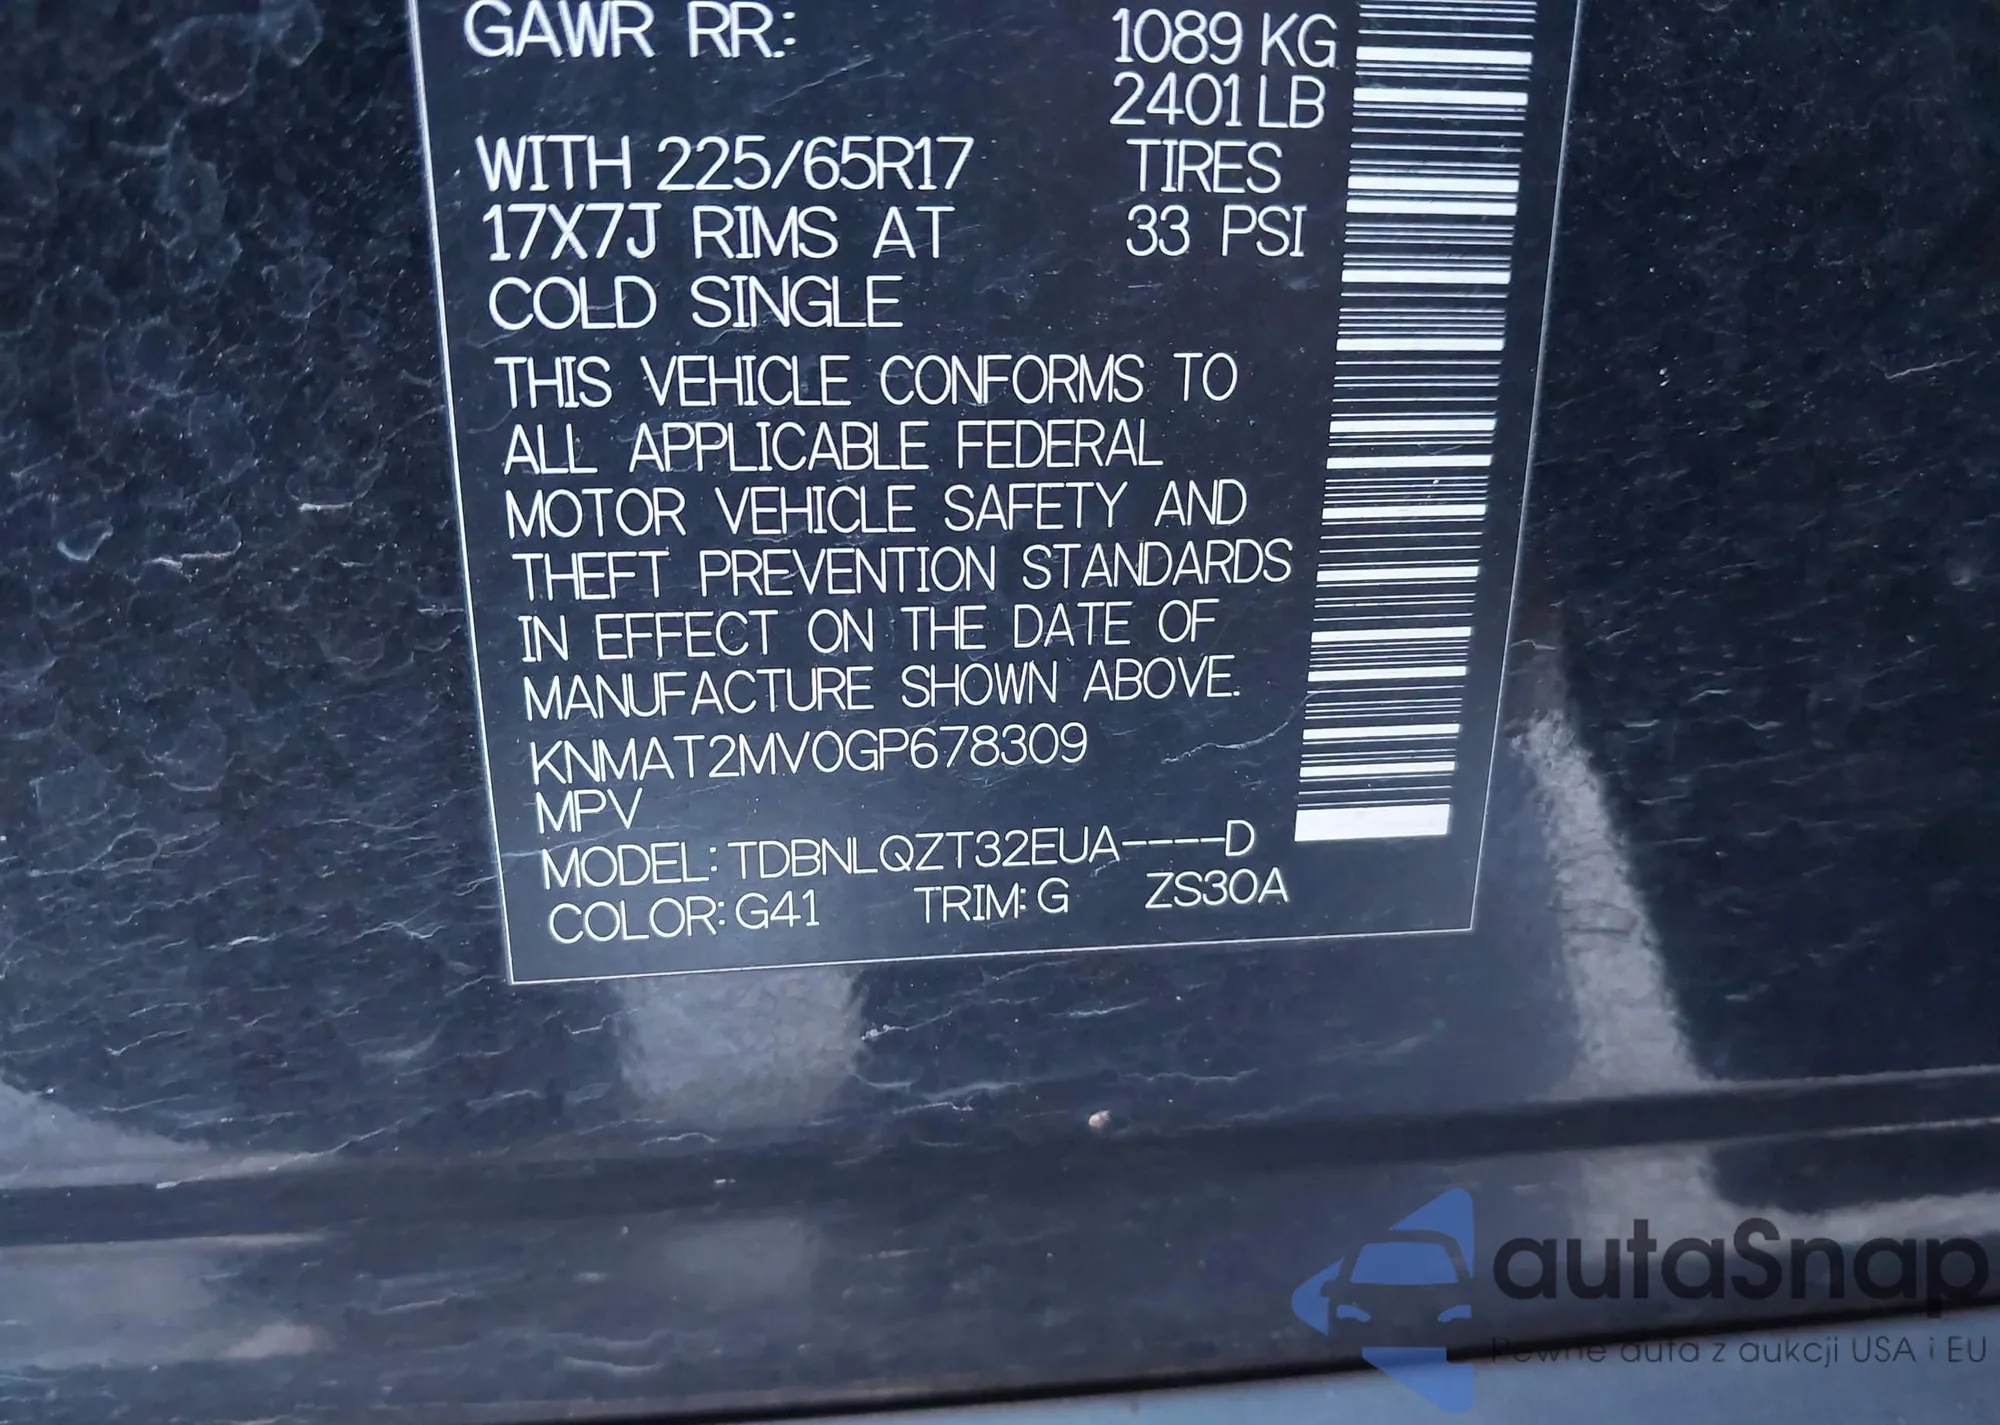 GAWR RR.: 1089 KG
2401 LB
WITH 225/65R17 TIRES
17X7J RIMS AT 33 PSI
COLD SINGLE
THIS VEHICLE CONFORMS TO
ALL APPLICABLE FEDERAL
MOTOR VEHICLE SAFETY AND
THEFT PREVENTION STANDARDS
IN EFFECT ON THE DATE OF
MANUFACTURE SHOWN ABOVE.
KNMAT2MV0GP678309
MPV
MODEL: TDBNLQZT32EUA----D
COLOR: G41 TRIM: G ZS30A
autaSnap
Pewne auta z aukcji USA i EU